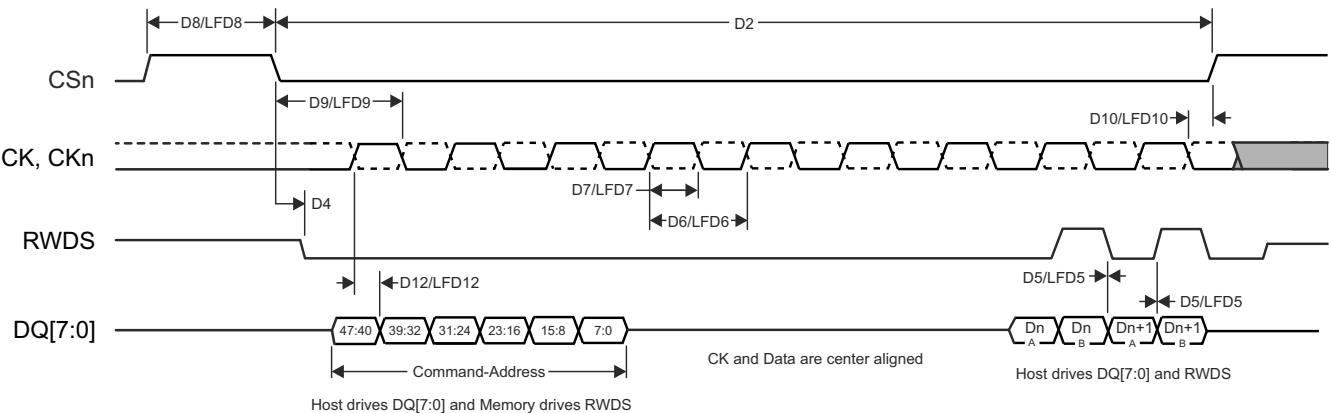 D8/LFD8
D2
CSn
D9/LFD9
D10/LFD10
CK, CKn
D7/LFD7
D4
D6/LFD6
RWDS
D12/LFD12
D5/LFD5
D5/LFD5
DQ[7:0]
47:40 39:32 31:24 23:16 15:8 7:0
Dn Dn Dn+1 Dn+1
A B A B
CK and Data are center aligned
Command-Address
Host drives DQ[7:0] and RWDS
Host drives DQ[7:0] and Memory drives RWDS